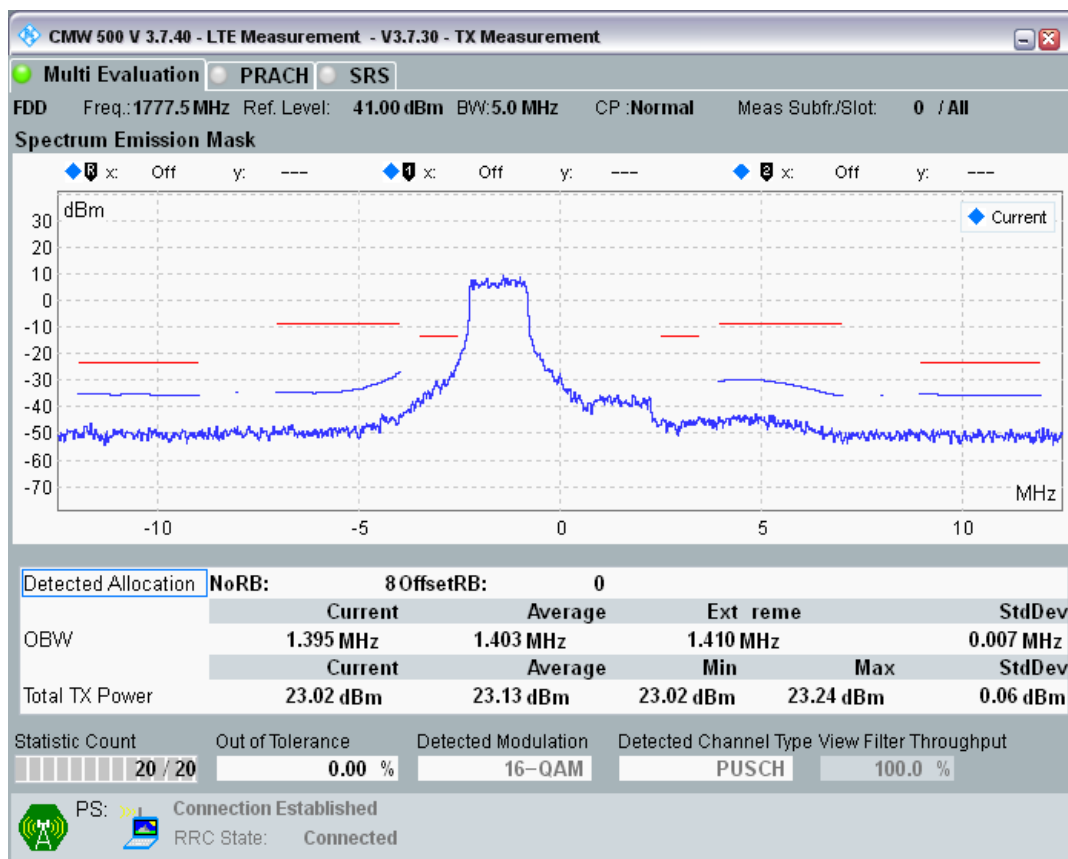 CMW 500 V 3.7.40 - LTE Measurement - V3.7.30 - TX Measurement
Multi Evaluation PRACH SRS
FDD Freq.: 1777.5 MHz Ref. Level: 41.00 dBm BW: 5.0 MHz CP : Normal Meas Subfr./Slot: 0 / All
Spectrum Emission Mask
R x: Off y: --- 1 x: Off y: --- 2 x: Off y: ---
dBm
Current
30
20
10
0
-10
-20
-30
-40
-50
-60
-70
MHz
-10 -5 0 5 10
Detected Allocation NoRB: 8 OffsetRB: 0
Current Average Ext reme StdDev
OBW 1.395 MHz 1.403 MHz 1.410 MHz 0.007 MHz
Current Average Min Max StdDev
Total TX Power 23.02 dBm 23.13 dBm 23.02 dBm 23.24 dBm 0.06 dBm
Statistic Count Out of Tolerance Detected Modulation Detected Channel Type View Filter Throughput
20 / 20 0.00 % 16-QAM PUSCH 100.0 %
PS: Connection Established
RRC State: Connected